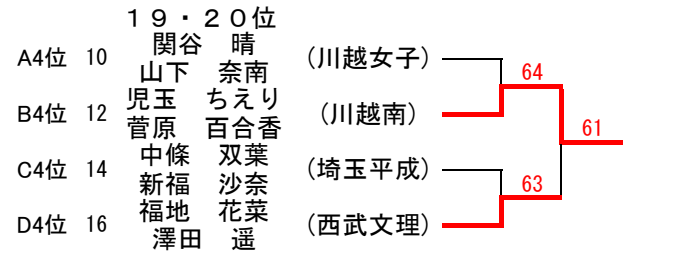 １９・２０位
A4位 10 関谷 晴 (川越女子)
山下 奈南
64
B4位 12 児玉 ちえり (川越南)
菅原 百合香
61
C4位 14 中條 双葉 (埼玉平成)
新福 沙奈
63
D4位 16 福地 花菜 (西武文理)
澤田 遥